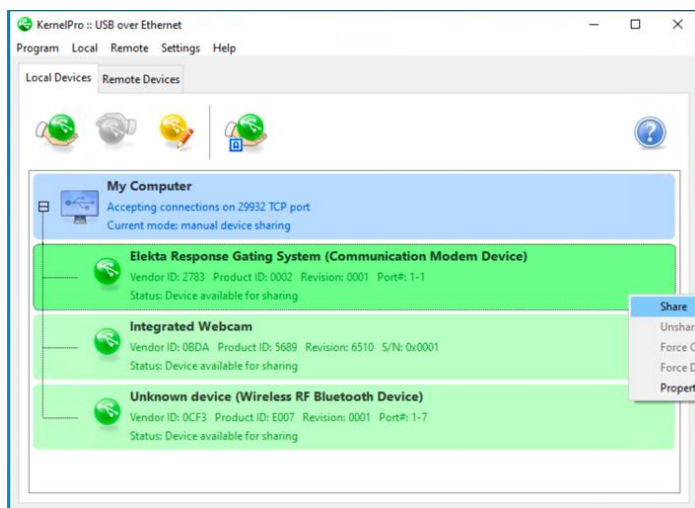 KernelPro :: USB over Ethernet
Program Local Remote Settings Help
Local Devices Remote Devices
My Computer
Accepting connections on 29932 TCP port
Current mode: manual device sharing
Elekta Response Gating System (Communication Modem Device)
Vendor ID: 2783 Product ID: 0002 Revision: 0001 Port#: 1-1
Status: Device available for sharing
Share
Integrated Webcam
Unshar
Vendor ID: 0BDA Product ID: 5689 Revision: 6510 S/N: 0x0001
Force C
Status: Device available for sharing
Force D
Propert
Unknown device (Wireless RF Bluetooth Device)
Vendor ID: 0CF3 Product ID: E007 Revision: 0001 Port#: 1-7
Status: Device available for sharing